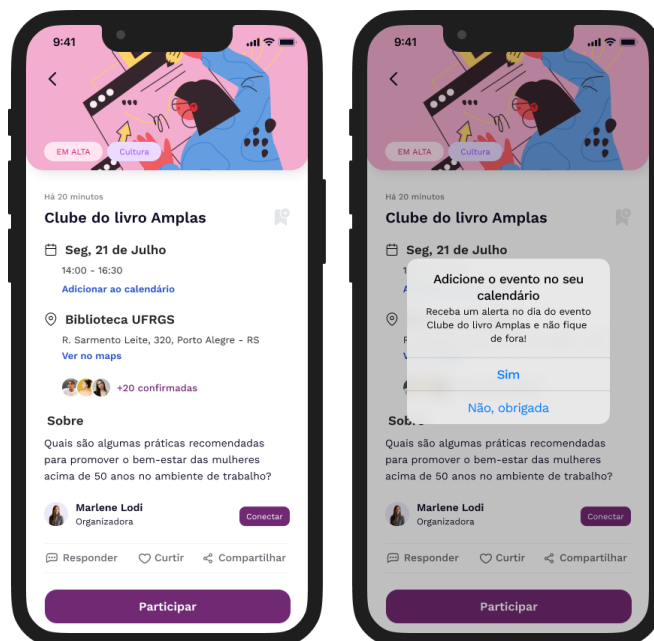 9:41
EM ALTA
Cultura
Há 20 minutos
Clube do livro Amplas
Seg, 21 de Julho
14:00 - 16:30
Adicionar ao calendário
Biblioteca UFRGS
R. Sarmento Leite, 320, Porto Alegre - RS
Ver no maps
+20 confirmadas
Sobre
Quais são algumas práticas recomendadas
para promover o bem-estar das mulheres
acima de 50 anos no ambiente de trabalho?
Marlene Lodi
Organizadora
Conectar
Responder
Curtir
Compartilhar
Participar
9:41
EM ALTA
Cultura
Há 20 minutos
Clube do livro Amplas
Seg, 21 de Julho
Adicione o evento no seu
calendário
Receba um alerta no dia do evento
Clube do livro Amplas e não fique
de fora!
Sim
Não, obrigada
Quais são algumas práticas recomendadas
para promover o bem-estar das mulheres
acima de 50 anos no ambiente de trabalho?
Marlene Lodi
Organizadora
Conectar
Responder
Curtir
Compartilhar
Participar